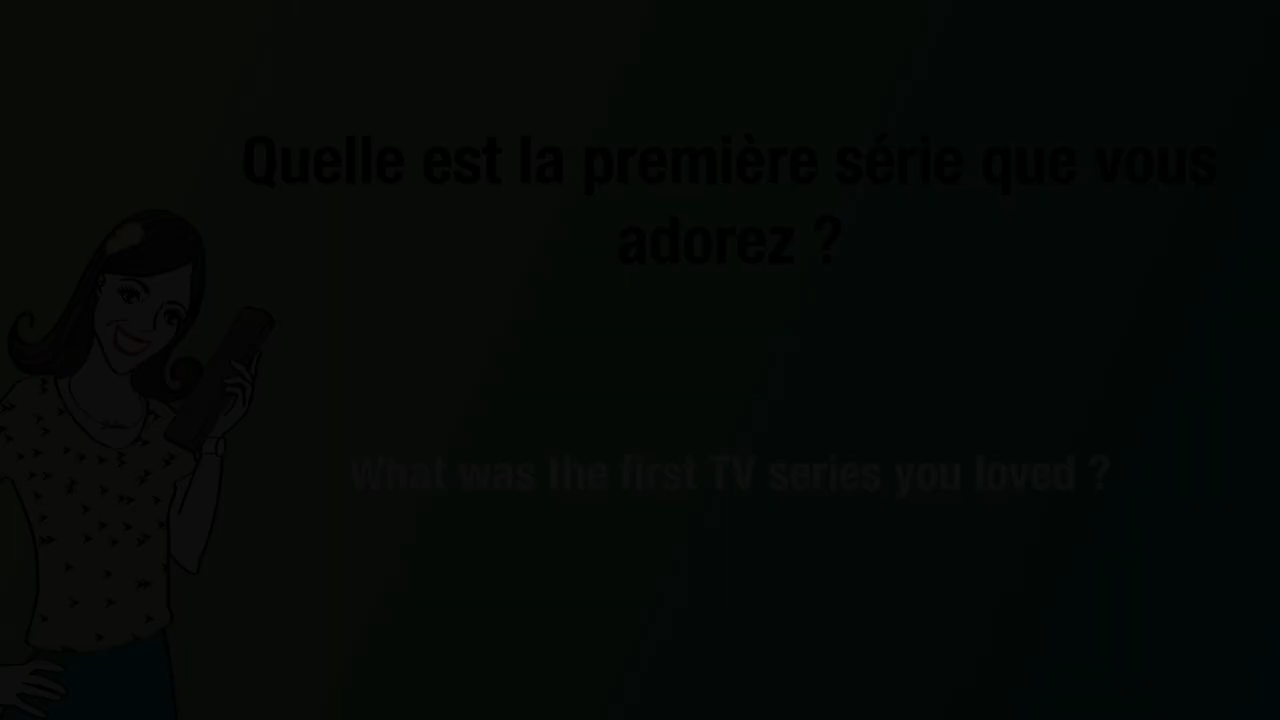 Quelle est la première série que vous
adorez ?
What was the first TV series you loved ?